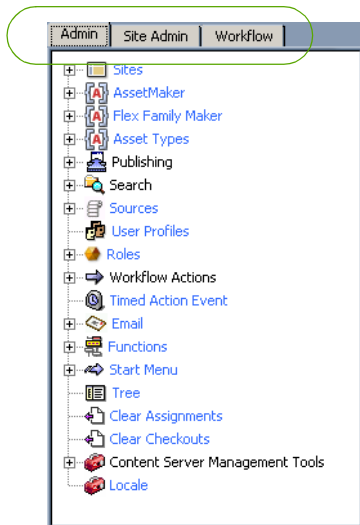 Admin Site Admin Workflow
Sites
AssetMaker
Flex Family Maker
Asset Types
Publishing
Search
Sources
User Profiles
Roles
Workflow Actions
Timed Action Event
Email
Functions
Start Menu
Tree
Clear Assignments
Clear Checkouts
Content Server Management Tools
Locale